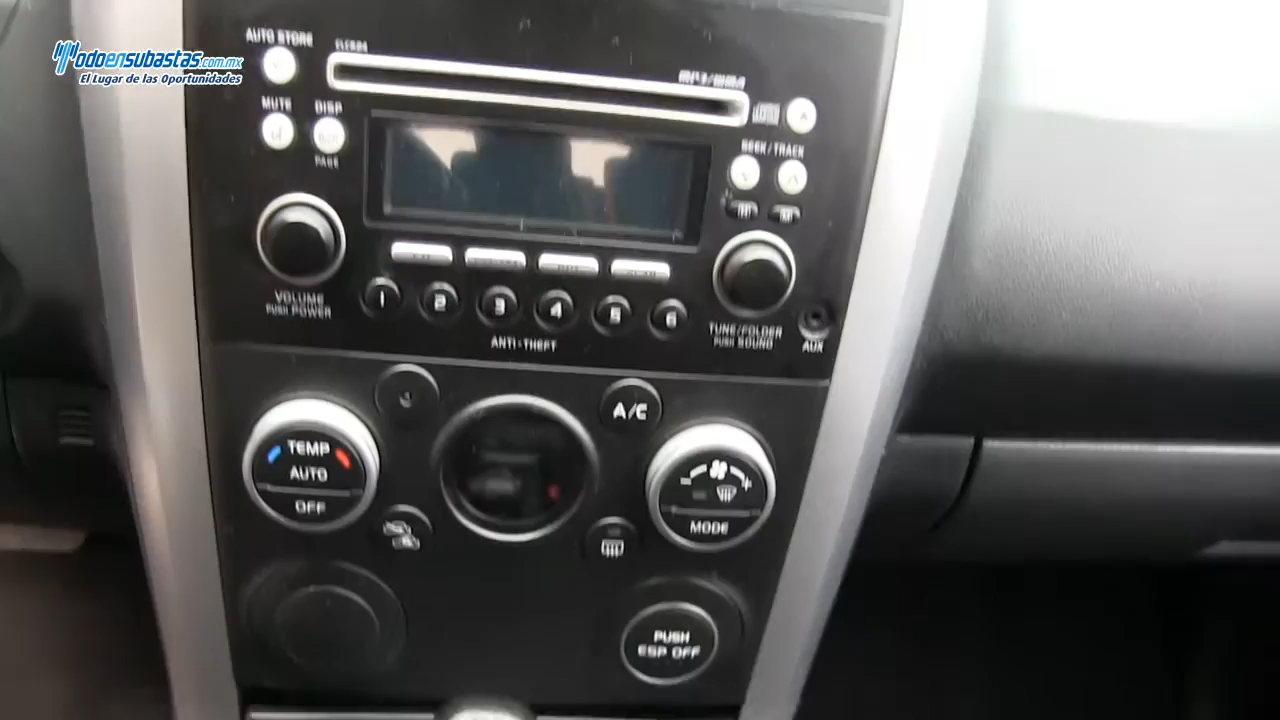 Todoensubastas.com.mx
El Lugar de las Oportunidades
AUTO STORE
MP3/WMA
MUTE
DISP
PAGE
SEEK/TRACK
VOLUME
PUSH POWER
1
2
3
4
5
6
ANTI-THEFT
TUNE/FOLDER
PUSH SOUND
AUX
A/C
TEMP
AUTO
OFF
MODE
PUSH
ESP OFF